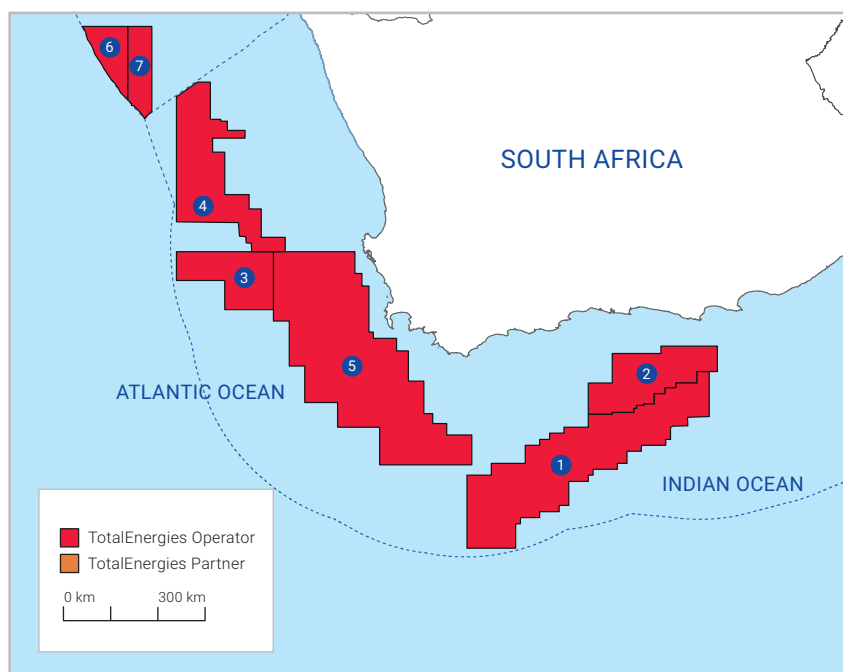 6
7
SOUTH AFRICA
4
3
5
2
ATLANTIC OCEAN
1
INDIAN OCEAN
TotalEnergies Operator
TotalEnergies Partner
0 km 300 km